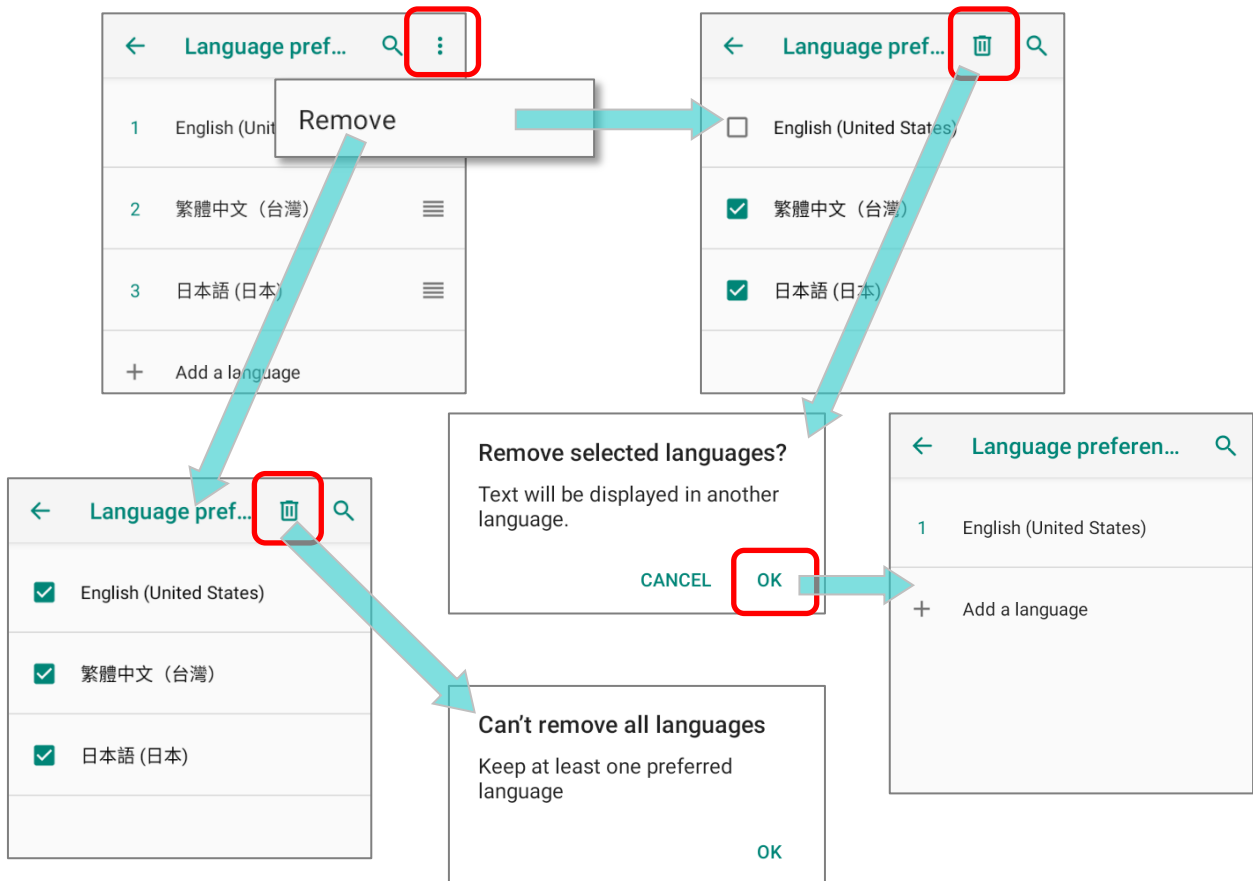 Language pref...
Remove
1 English (Unit
2 繁體中文（台灣）
3 日本語 (日本)
+ Add a language
Language pref...
English (United States)
繁體中文（台灣）
日本語 (日本)
Language pref...
English (United States)
繁體中文（台灣）
日本語 (日本)
Remove selected languages?
Text will be displayed in another
language.
CANCEL OK
Language preferen...
1 English (United States)
+ Add a language
Can't remove all languages
Keep at least one preferred
language
OK